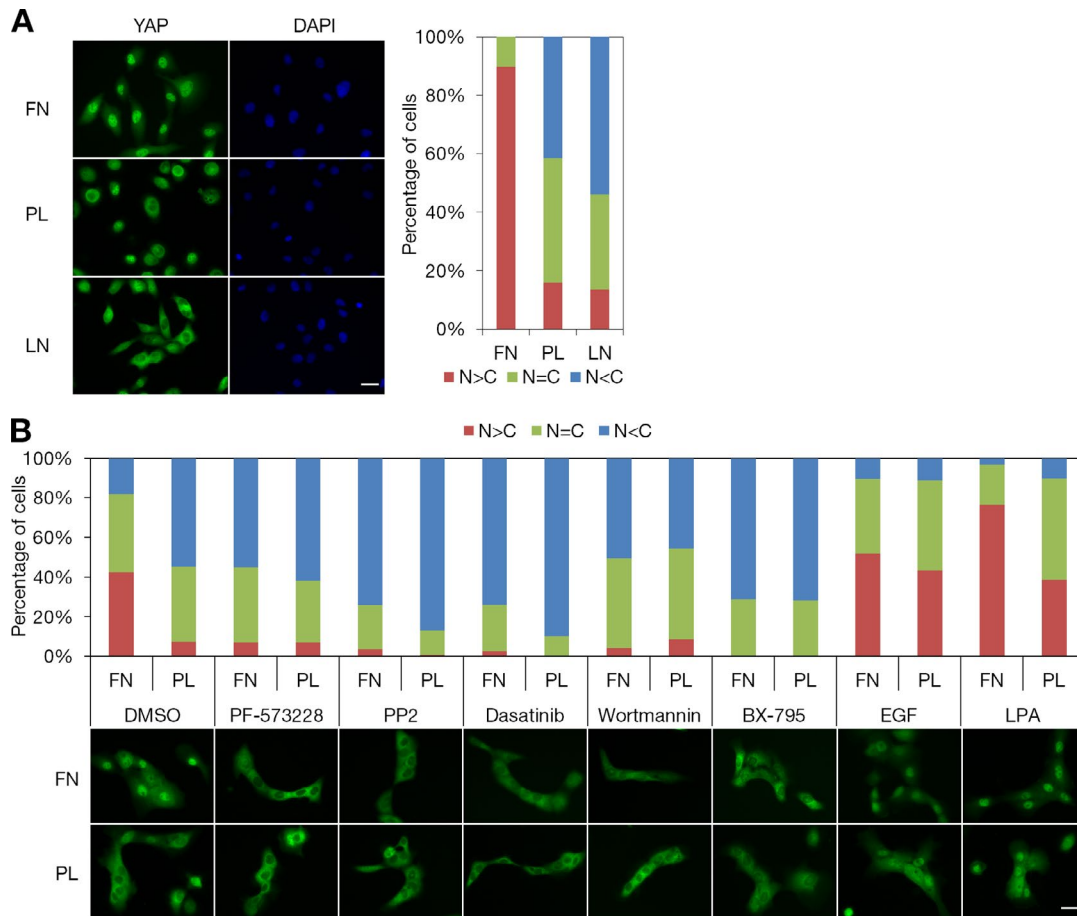 A
YAP DAPI
FN
PL
LN
Percentage of cells
100%
80%
60%
40%
20%
0%
FN PL LN
N>C N=C N<C
B
N>C N=C N<C
Percentage of cells
100%
80%
60%
40%
20%
0%
FN PL FN PL FN PL FN PL FN PL FN PL FN PL FN PL
DMSO PF-573228 PP2 Dasatinib Wortmannin BX-795 EGF LPA
FN
PL